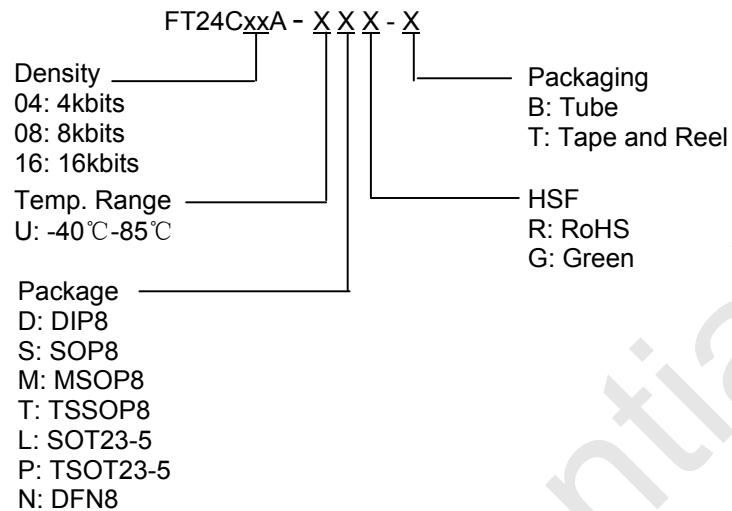 FT24CxxA - X X X - X
Density
04: 4kbits
08: 8kbits
16: 16kbits
Temp. Range
U: -40℃-85℃
Package
D: DIP8
S: SOP8
M: MSOP8
T: TSSOP8
L: SOT23-5
P: TSOT23-5
N: DFN8
Packaging
B: Tube
T: Tape and Reel
HSF
R: RoHS
G: Green
ntia